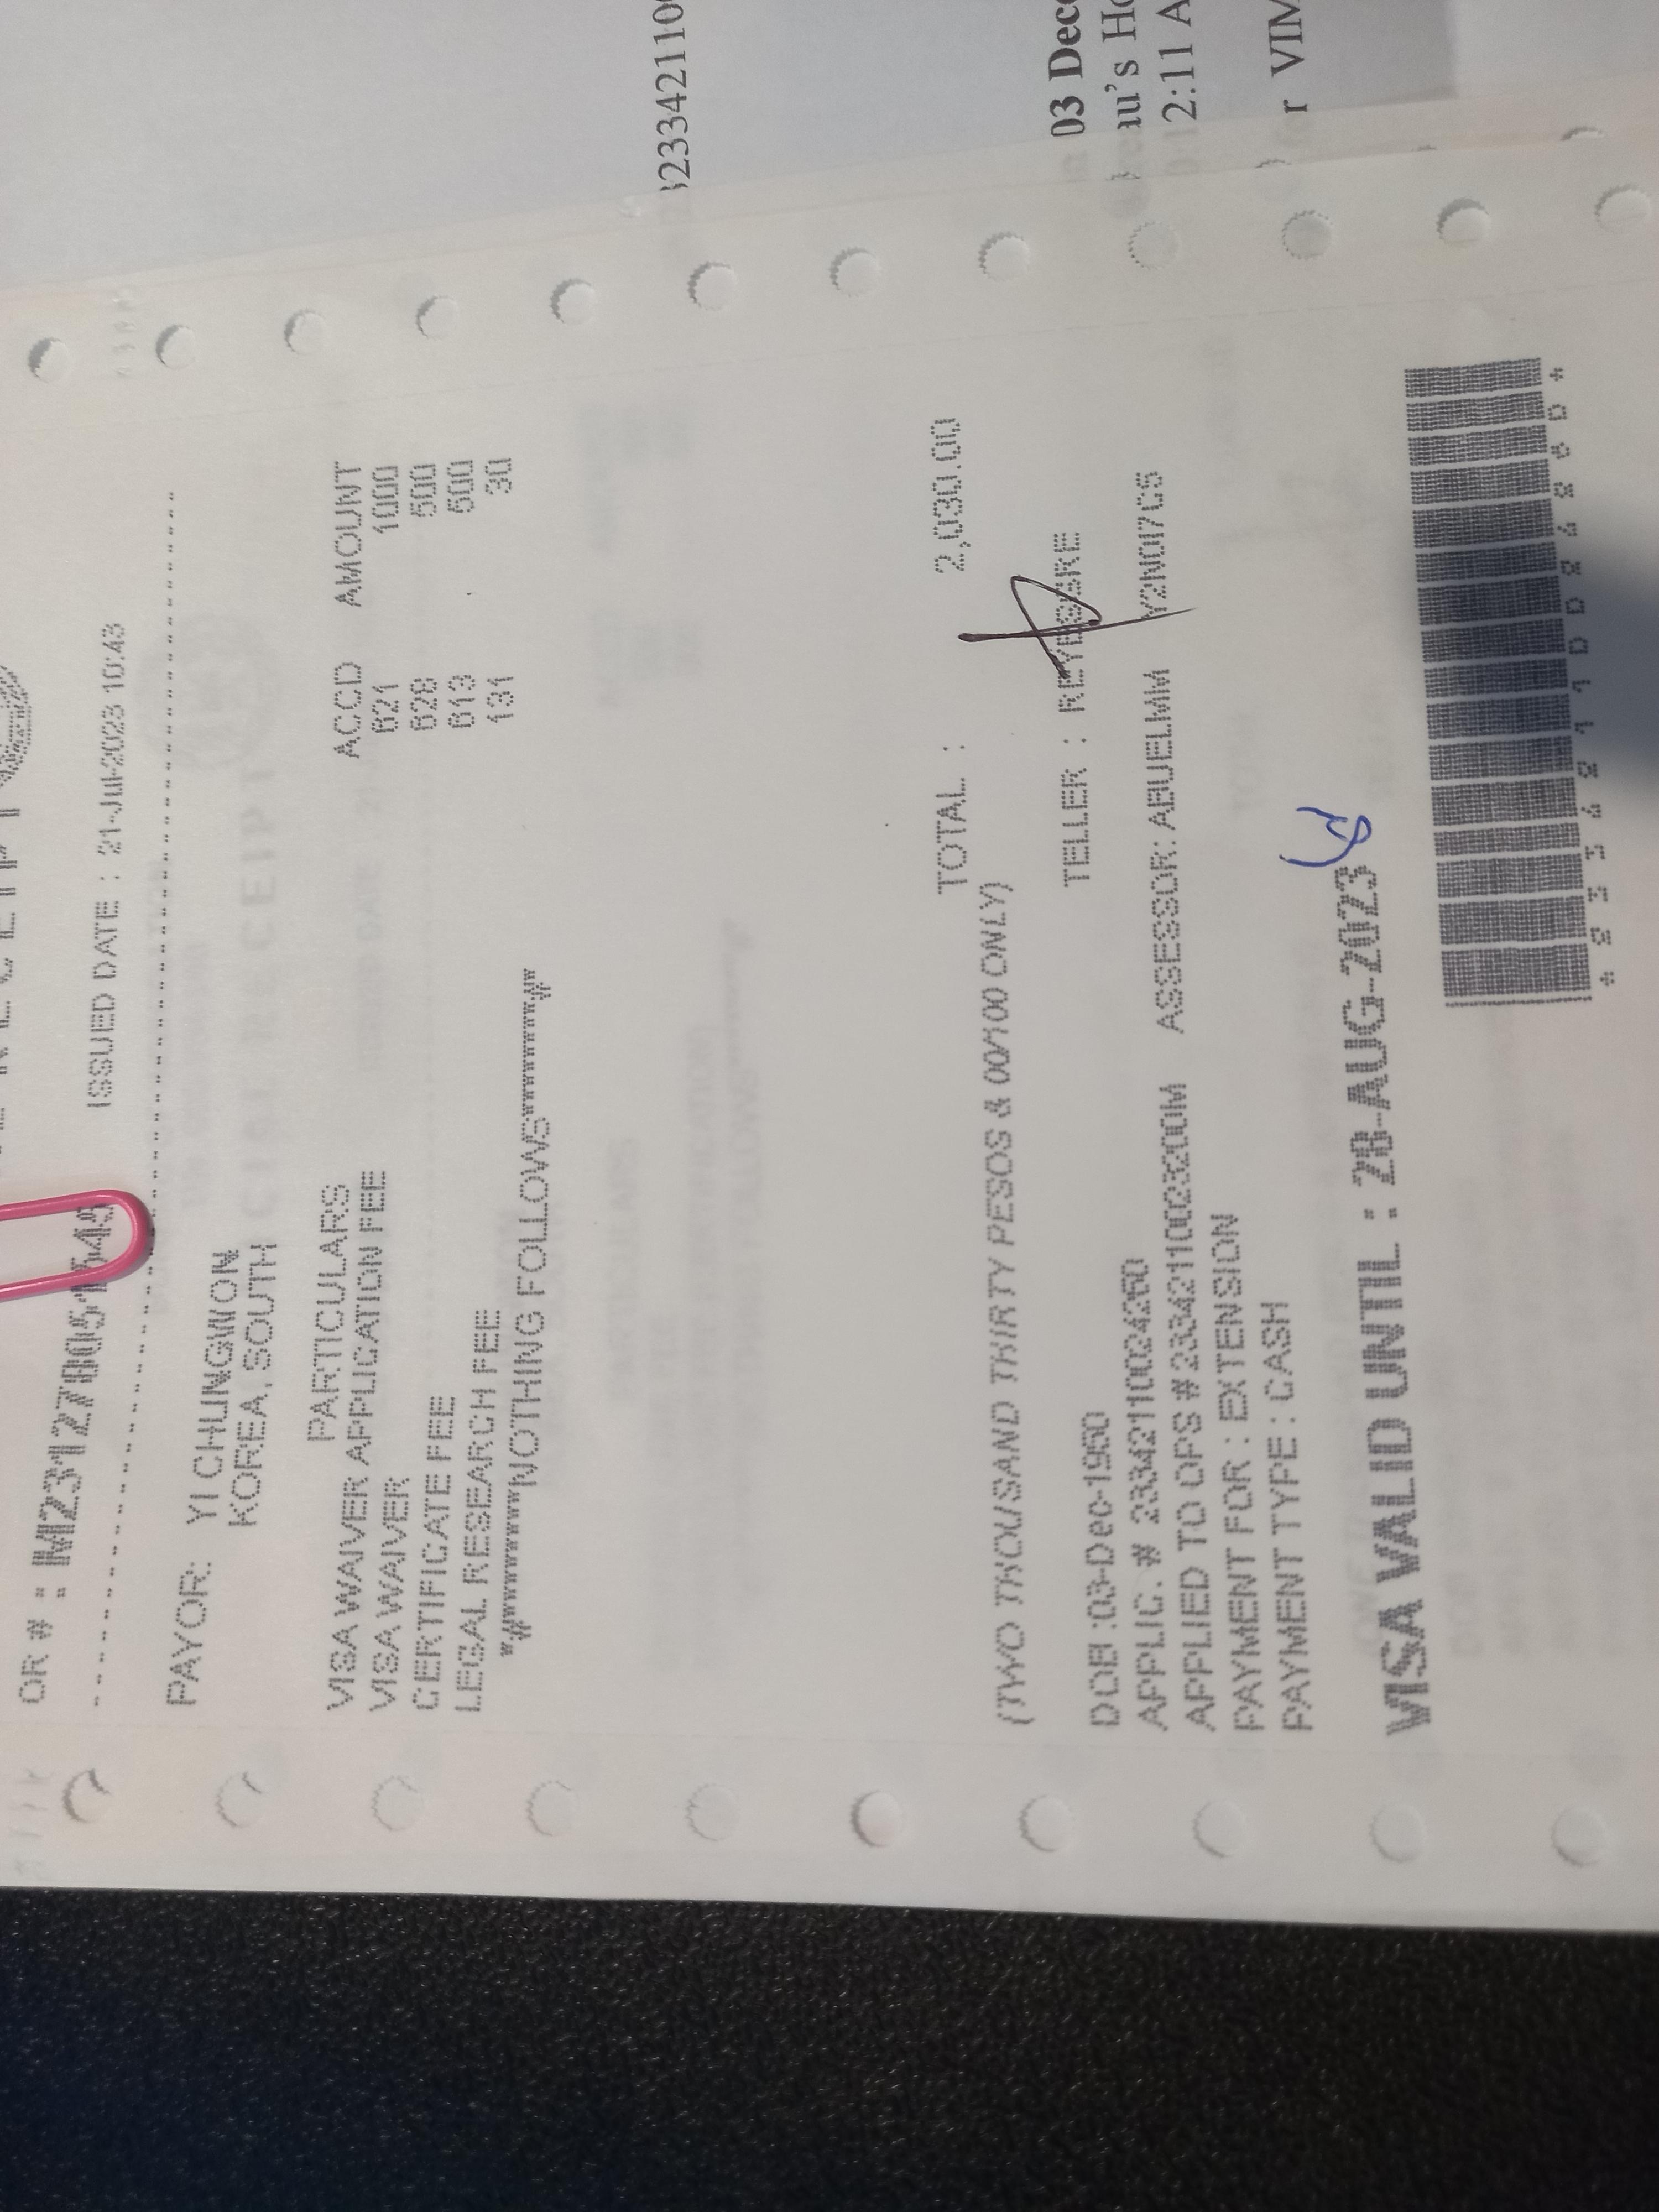 OR # :
ISSUED DATE : 21-Jul-2023 10:43
PAYOR: YI CHUNGWON
KOREA, SOUTH
PARTICULARS ACCD AMOUNT
VISA WAIVER APPLICATION FEE 621 1000
VISA WAIVER 628 500
CERTIFICATE FEE 613 500
LEGAL RESEARCH FEE 131 30
NOTHING FOLLOWS
TOTAL : 2,030.00
(TWO THOUSAND THIRTY PESOS & 00/100 ONLY)
TELLER :
DOB : 03-Dec-1950
APPLIC. #
ASSESSOR: ABUELMM
APPLIED TO OPS # 23342110023200M
PAYMENT FOR : EXTENSION
PAYMENT TYPE : CASH
VISA VALID UNTIL : 28-AUG-2023
2334211
03 Dec
2:11 A
r VIM